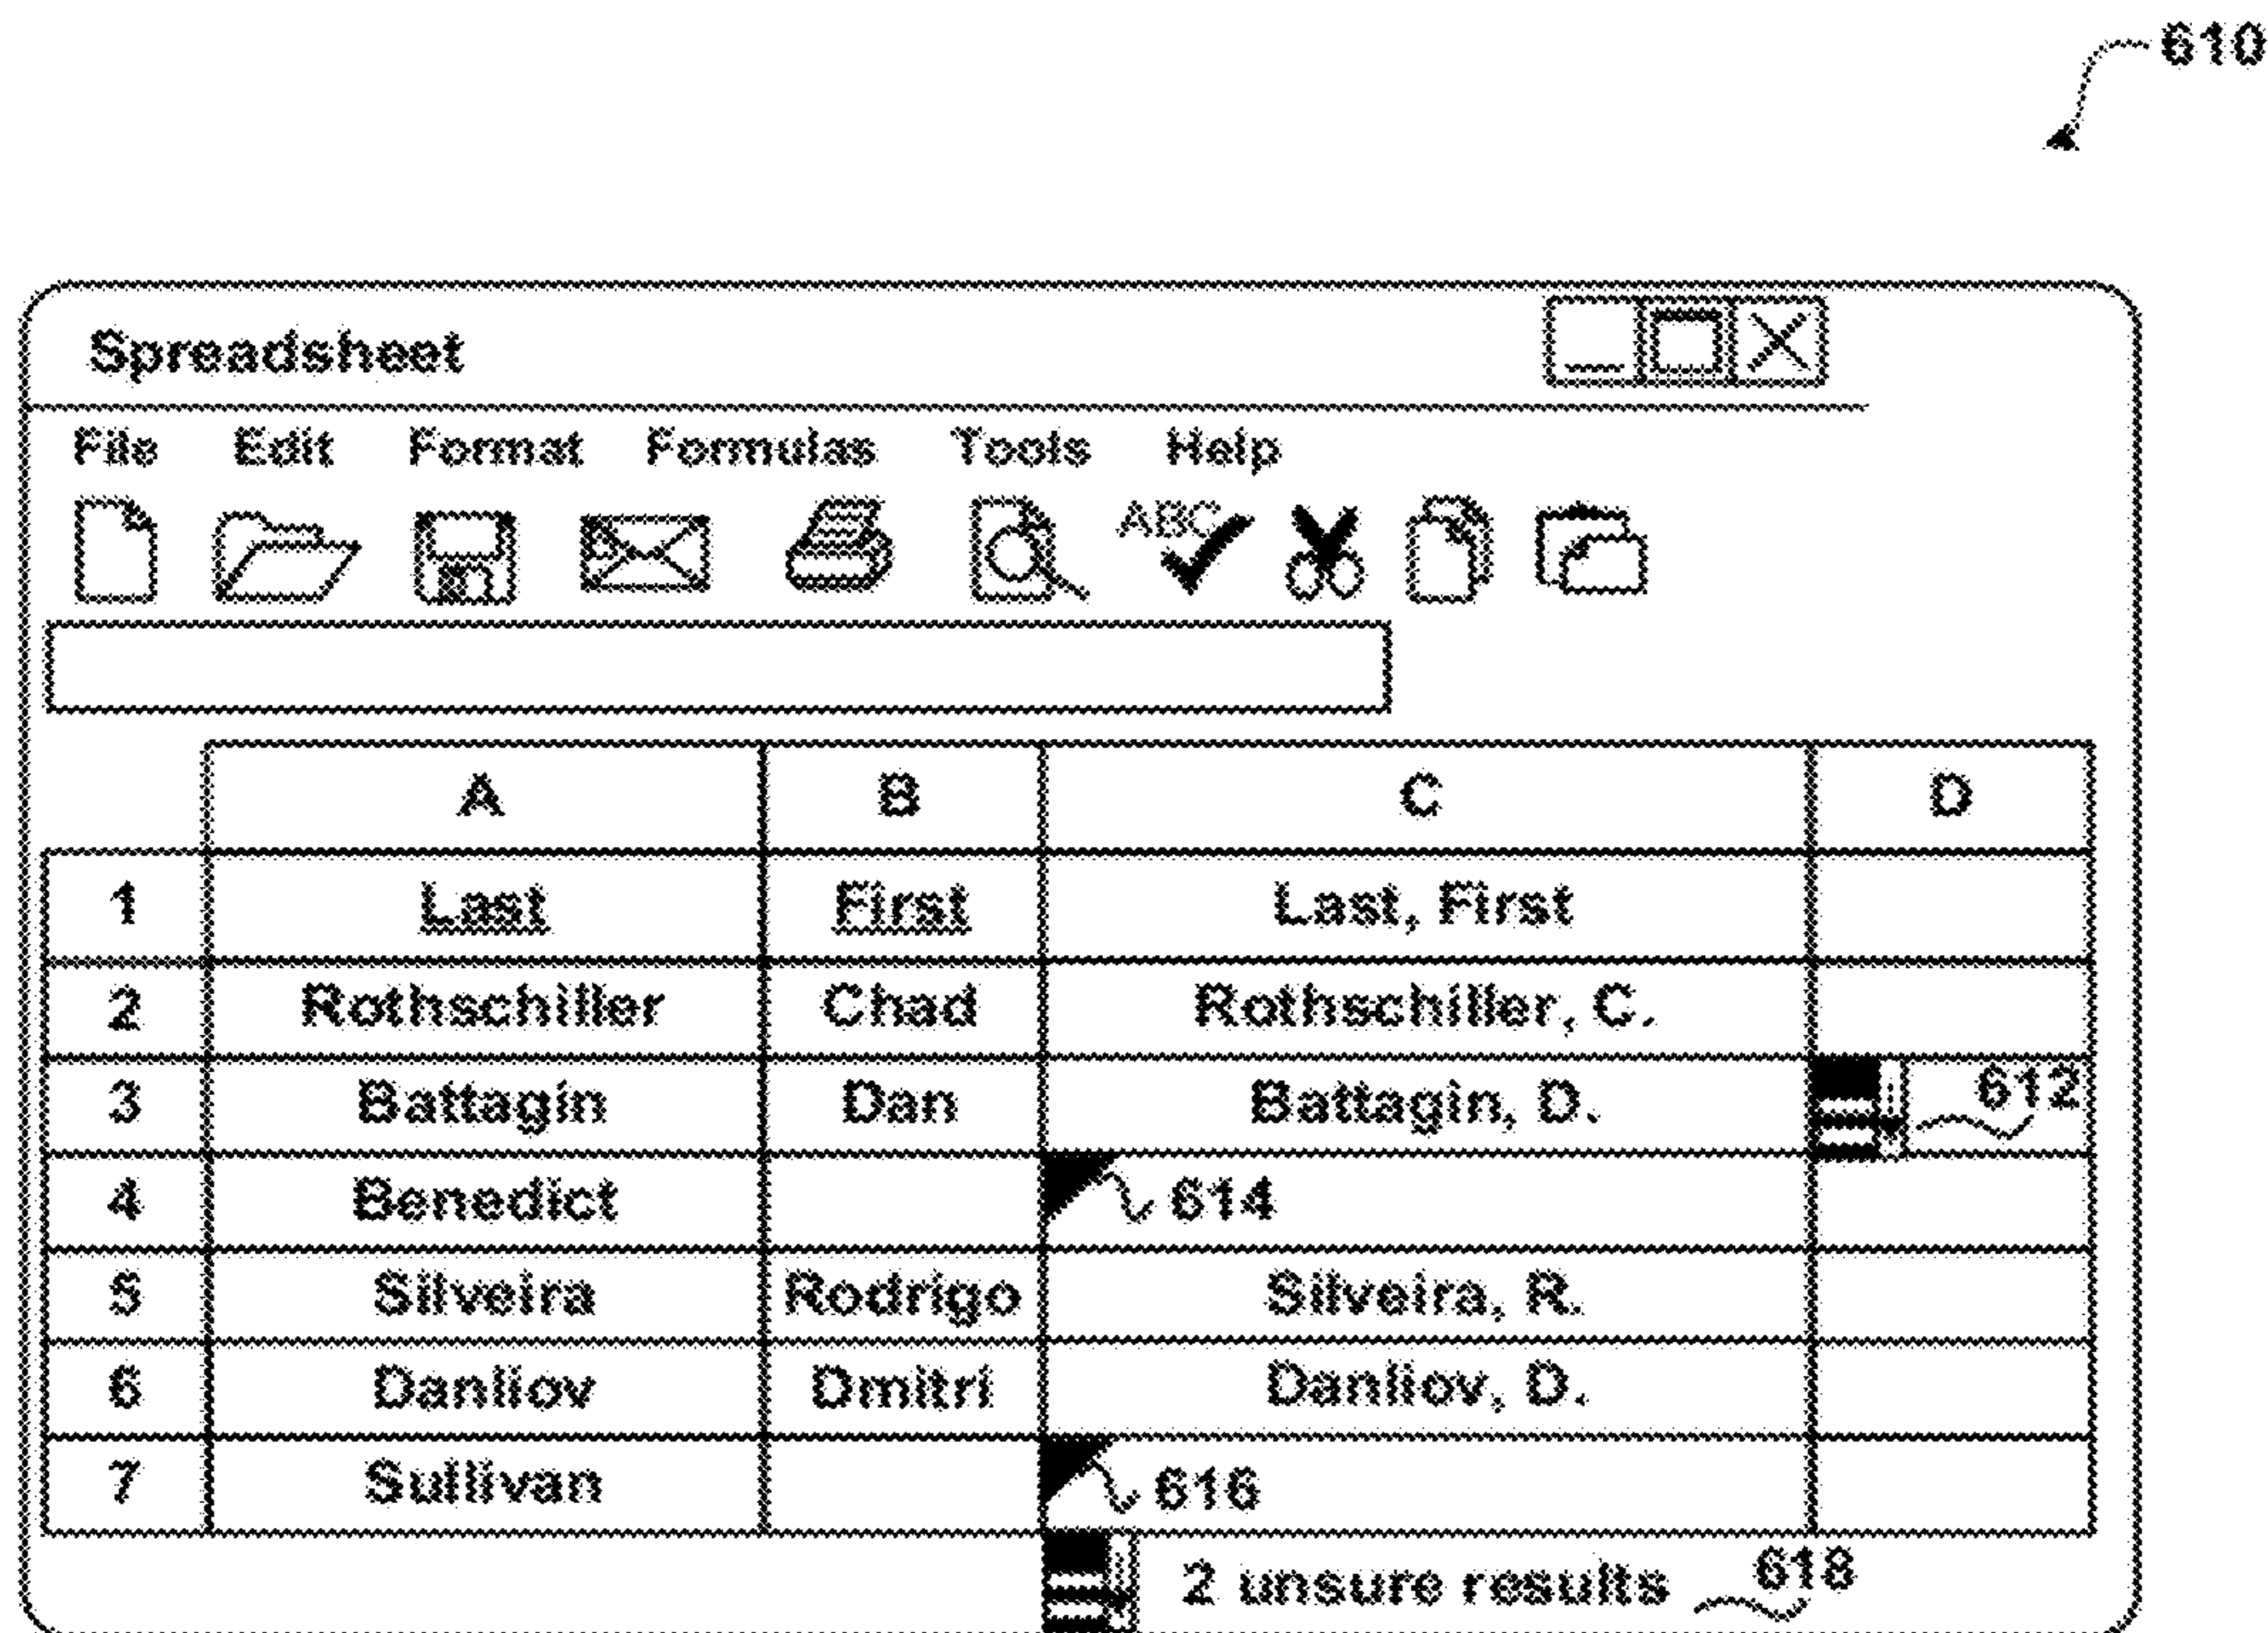 610
Spreadsheet
File Edit Format Formulas Tools Help
ABC
A B C D
1 Last First Last, First
2 Rothschiller Chad Rothschiller, C.
3 Battagin Dan Battagin, D. 612
4 Benedict 614
5 Silveira Rodrigo Silveira, R.
6 Danliov Dmitri Danliov, D.
7 Sullivan 616
2 unsure results 618